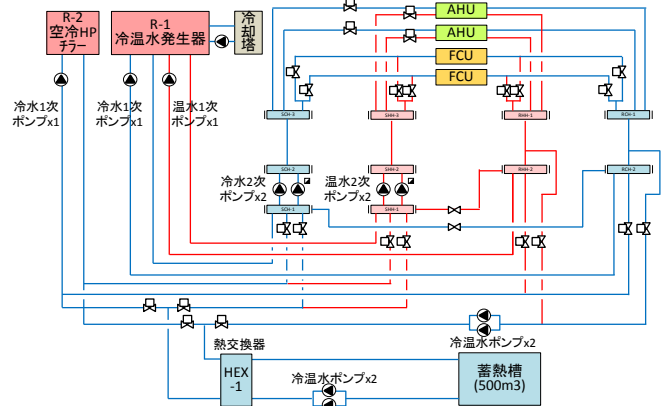 R-2
空冷HP
チラー
R-1
冷温水発生器
冷
却
塔
AHU
AHU
FCU
FCU
冷水1次
ポンプx1
冷水1次
ポンプx1
温水1次
ポンプx1
SCH-3
SHH-3
RHH-1
RCH-1
冷水2次
ポンプx2
温水2次
ポンプx2
SCH-2
SHH-2
RHH-2
RCH-2
SCH-1
SHH-1
熱交換器
HEX
-1
冷温水ポンプx2
冷温水ポンプx2
蓄熱槽
(500m3)